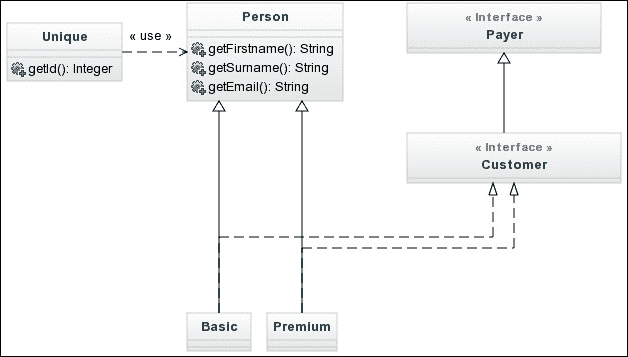 Unique
getId(): Integer
« use »
Person
getFirstname(): String
getSurname(): String
getEmail(): String
« Interface »
Payer
« Interface »
Customer
Basic
Premium